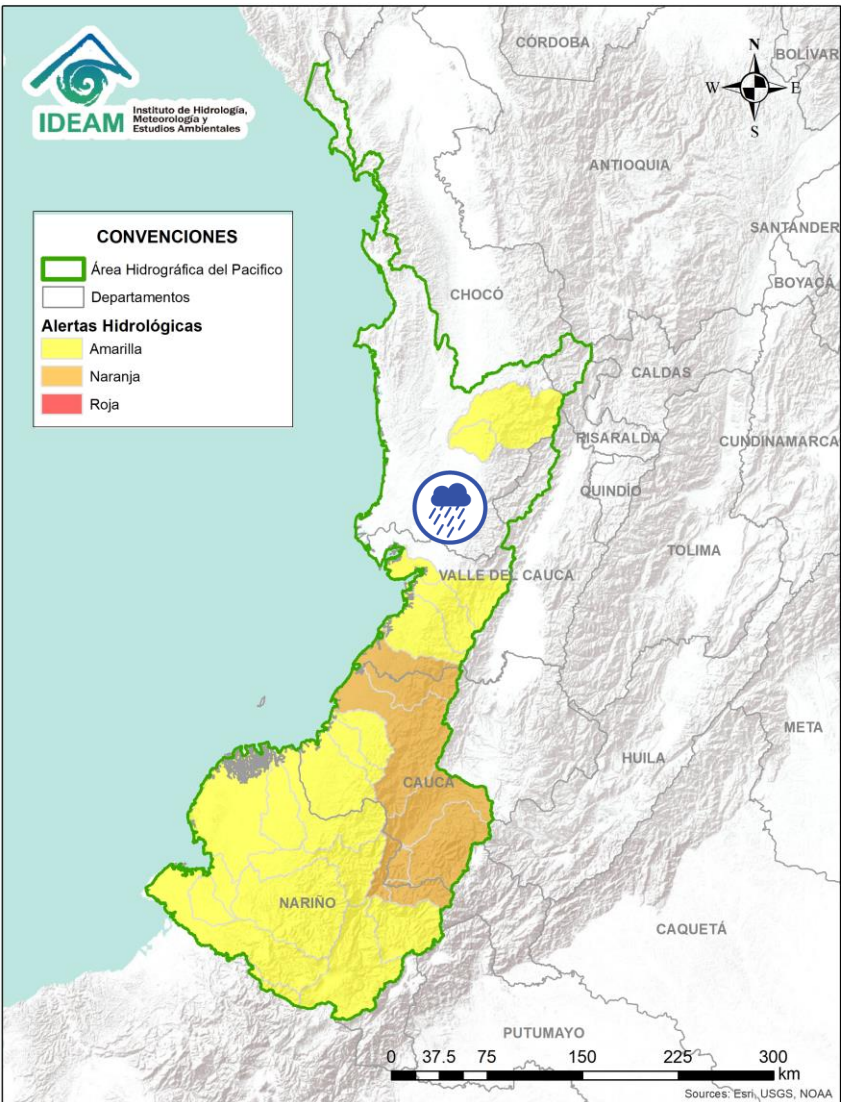 IDEAM
Instituto de Hidrología,
Meteorología y
Estudios Ambientales
N
W
E
S
CÓRDOBA
BOLÍVAR
ANTIOQUIA
SANTANDER
BOYACÁ
CONVENCIONES
Área Hidrográfica del Pacifico
Departamentos
Alertas Hidrológicas
Amarilla
Naranja
Roja
CHOCÓ
CALDAS
RISARALDA
CUNDINAMARCA
QUINDÍO
TOLIMA
VALLE DEL CAUCA
META
HUILA
CAUCA
NARIÑO
CAQUETÁ
PUTUMAYO
0 37.5 75 150 225 300
km
Sources: Esri, USGS, NOAA